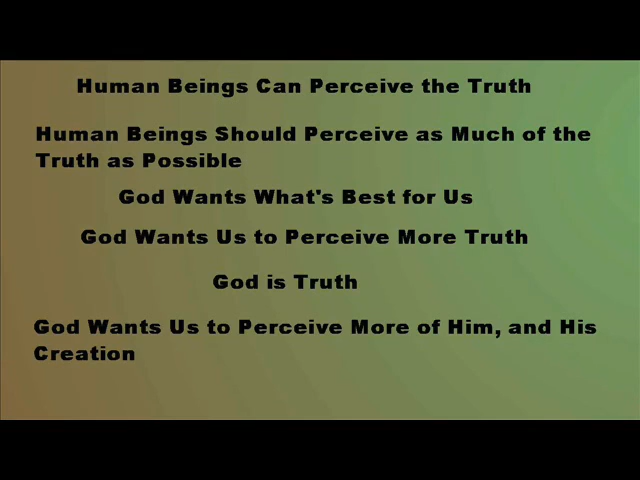 Human Beings Can Perceive the Truth
Human Beings Should Perceive as Much of the
Truth as Possible
God Wants What's Best for Us
God Wants Us to Perceive More Truth
God is Truth
God Wants Us to Perceive More of Him, and His
Creation